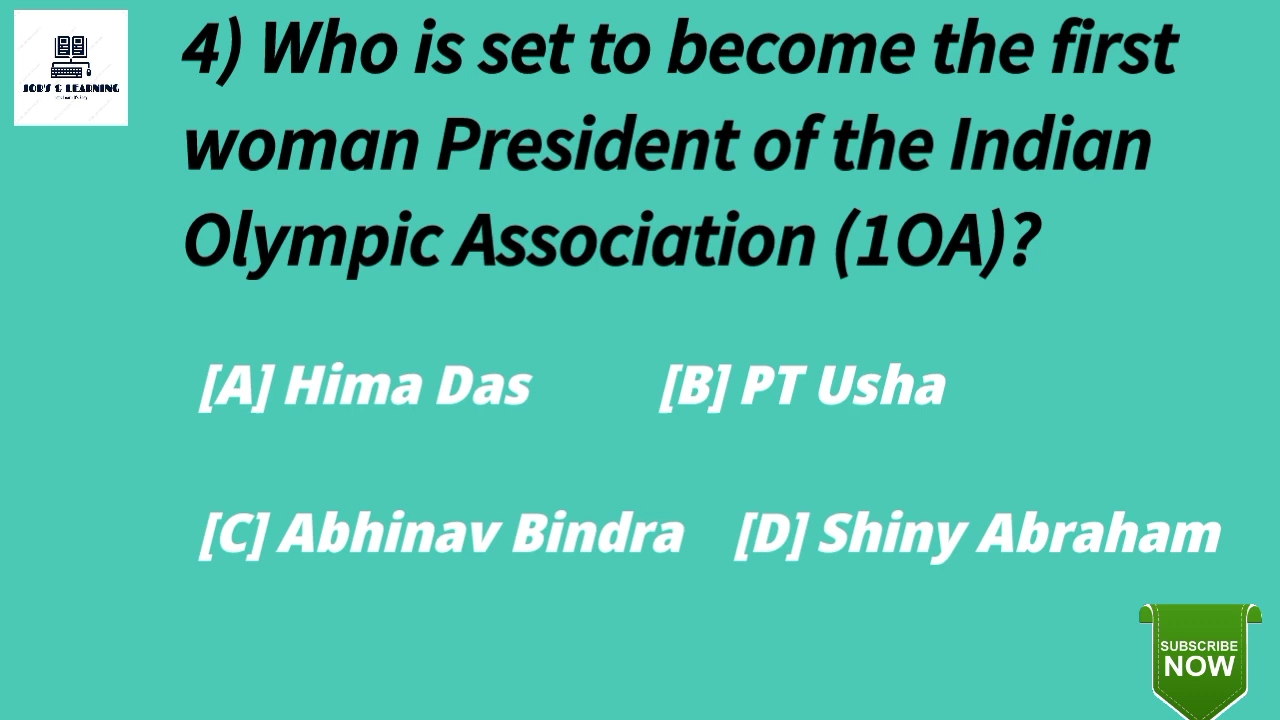 4) Who is set to become the first
woman President of the Indian
Olympic Association (1OA)?
[A] Hima Das [B] PT Usha
[C] Abhinav Bindra [D] Shiny Abraham
JOB'S & LEARNING
SUBSCRIBE
NOW